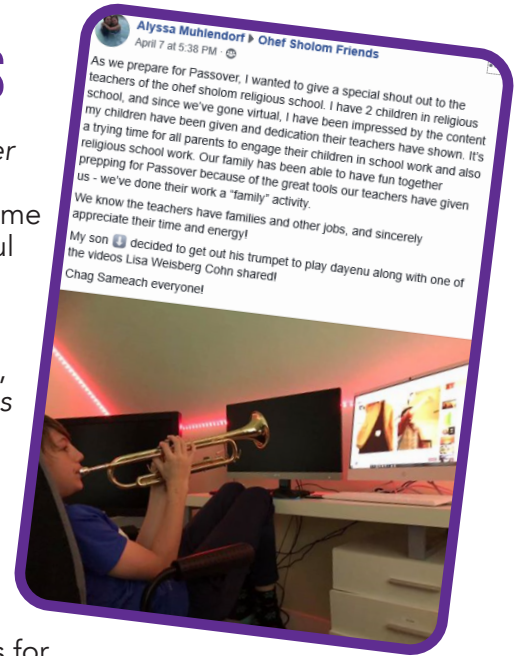 S
er
me
ul
,
s
s for
Alyssa Muhlendorf ▸ Ohef Sholom Friends
April 7 at 5:38 PM ·
As we prepare for Passover, I wanted to give a special shout out to the
teachers of the ohef sholom religious school. I have 2 children in religious
school, and since we've gone virtual, I have been impressed by the content
my children have been given and dedication their teachers have shown. It's
a trying time for all parents to engage their children in school work and also
religious school work. Our family has been able to have fun together
prepping for Passover because of the great tools our teachers have given
us - we've done their work a "family" activity.
We know the teachers have families and other jobs, and sincerely
appreciate their time and energy!
My son ⬇️ decided to get out his trumpet to play dayenu along with one of
the videos Lisa Weisberg Cohn shared!
Chag Sameach everyone!